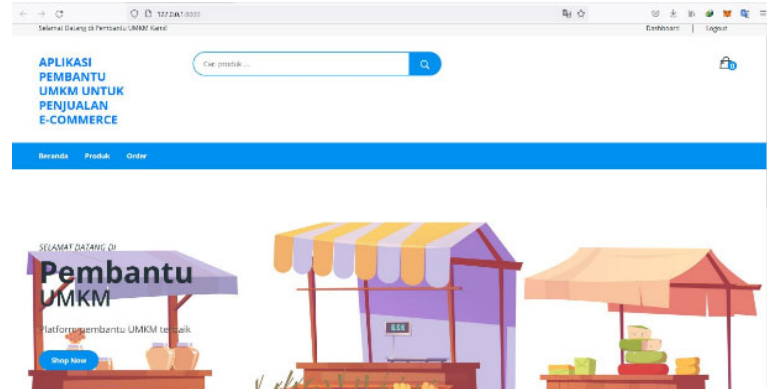 127.0.0.1:8000
Selamat Datang di Pembantu UMKM Kami!
Dashboard | Logout
APLIKASI
PEMBANTU
UMKM UNTUK
PENJUALAN
E-COMMERCE
Cari produk ...
0
Beranda Produk Order
SELAMAT DATANG DI
Pembantu
UMKM
Platform pembantu UMKM terbaik
Shop Now